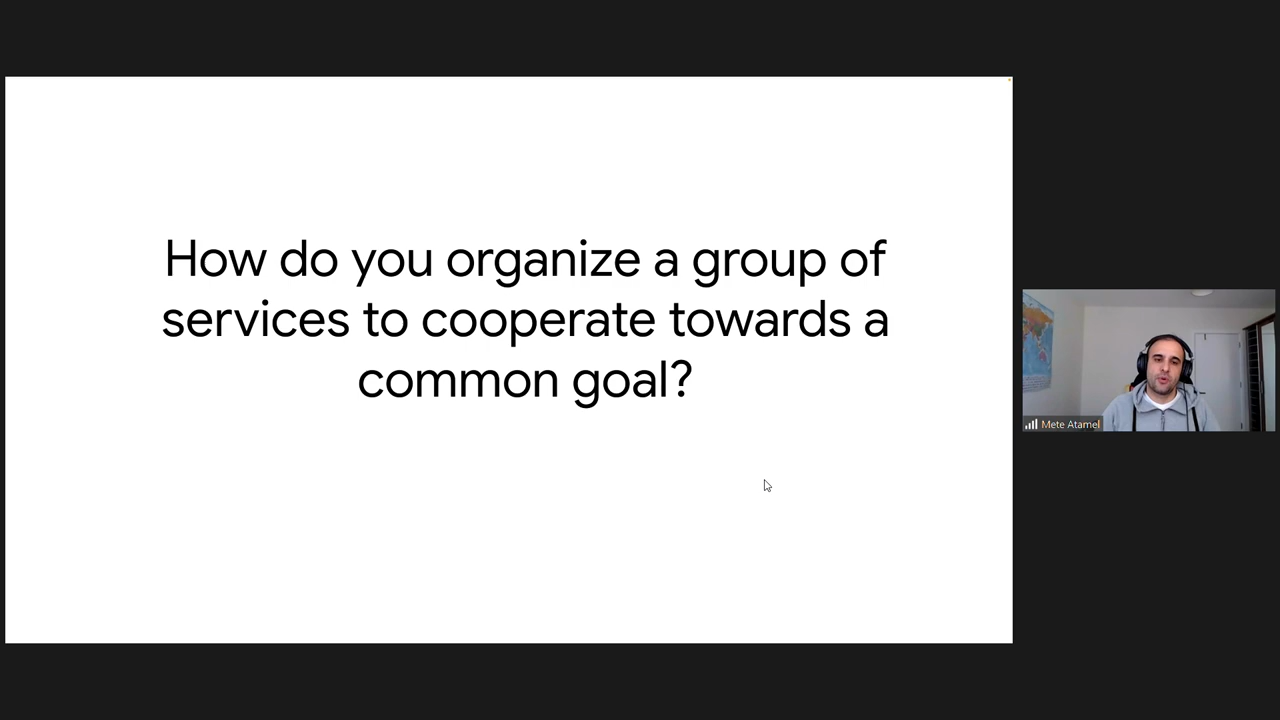 How do you organize a group of
services to cooperate towards a
common goal?
Mete Atamel